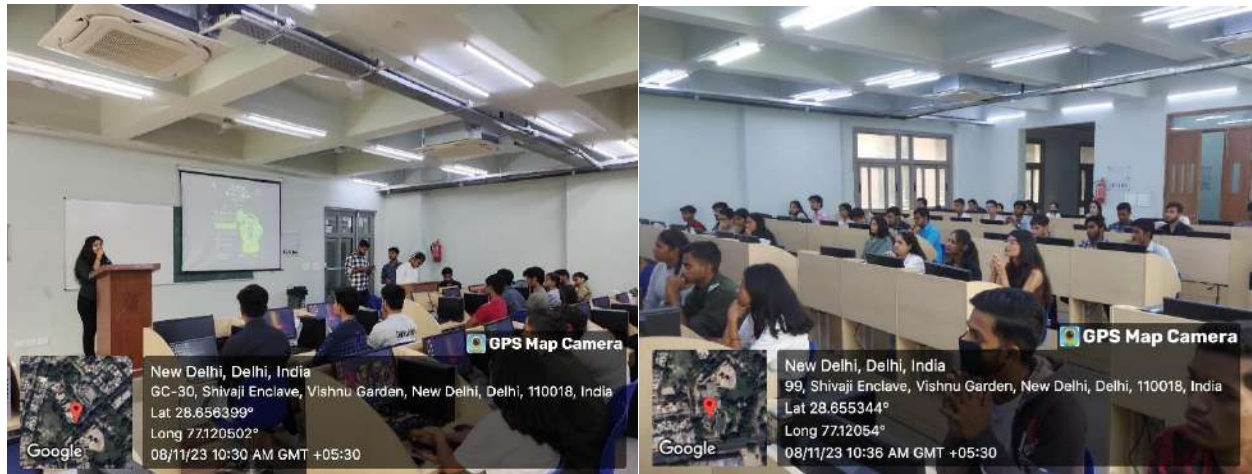 GPS Map Camera
New Delhi, Delhi, India
GC-30, Shivaji Enclave, Vishnu Garden, New Delhi, Delhi, 110018, India
Lat 28.656399°
Long 77.120502°
08/11/23 10:30 AM GMT +05:30
Google
GPS Map Camera
New Delhi, Delhi, India
99, Shivaji Enclave, Vishnu Garden, New Delhi, Delhi, 110018, India
Lat 28.655344°
Long 77.12054°
08/11/23 10:36 AM GMT +05:30
Google